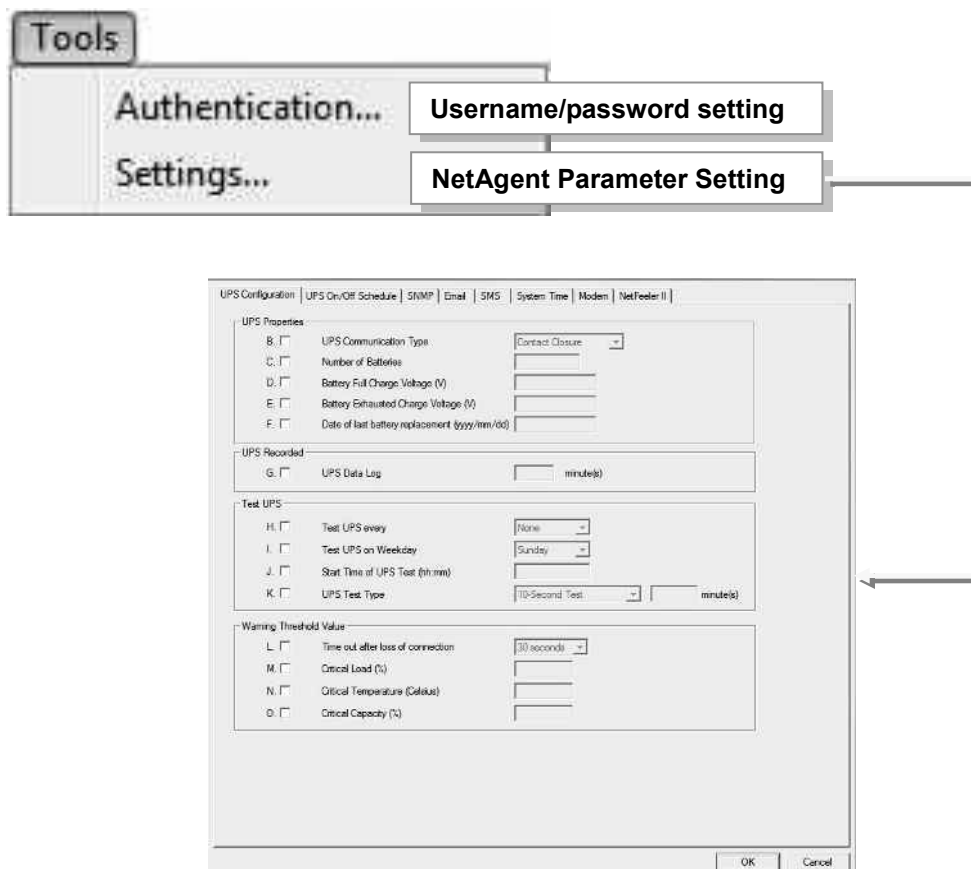 Tools
Authentication... Username/password setting
Settings... NetAgent Parameter Setting
UPS Configuration UPS On/Off Schedule SNMP Email SMS System Time Modem NetFeeler II
UPS Properties
B. UPS Communication Type Contact Closure
C. Number of Batteries
D. Battery Full Charge Voltage (V)
E. Battery Exhausted Charge Voltage (V)
F. Date of last battery replacement (yyyy/mm/dd)
UPS Recorded
G. UPS Data Log minute(s)
Test UPS
H. Test UPS every None
I. Test UPS on Weekday Sunday
J. Start Time of UPS Test (hh:mm)
K. UPS Test Type 10-Second Test minute(s)
Warning Threshold Value
L. Time out after loss of connection 30 seconds
M. Critical Load (%)
N. Critical Temperature (Celsius)
O. Critical Capacity (%)
OK Cancel